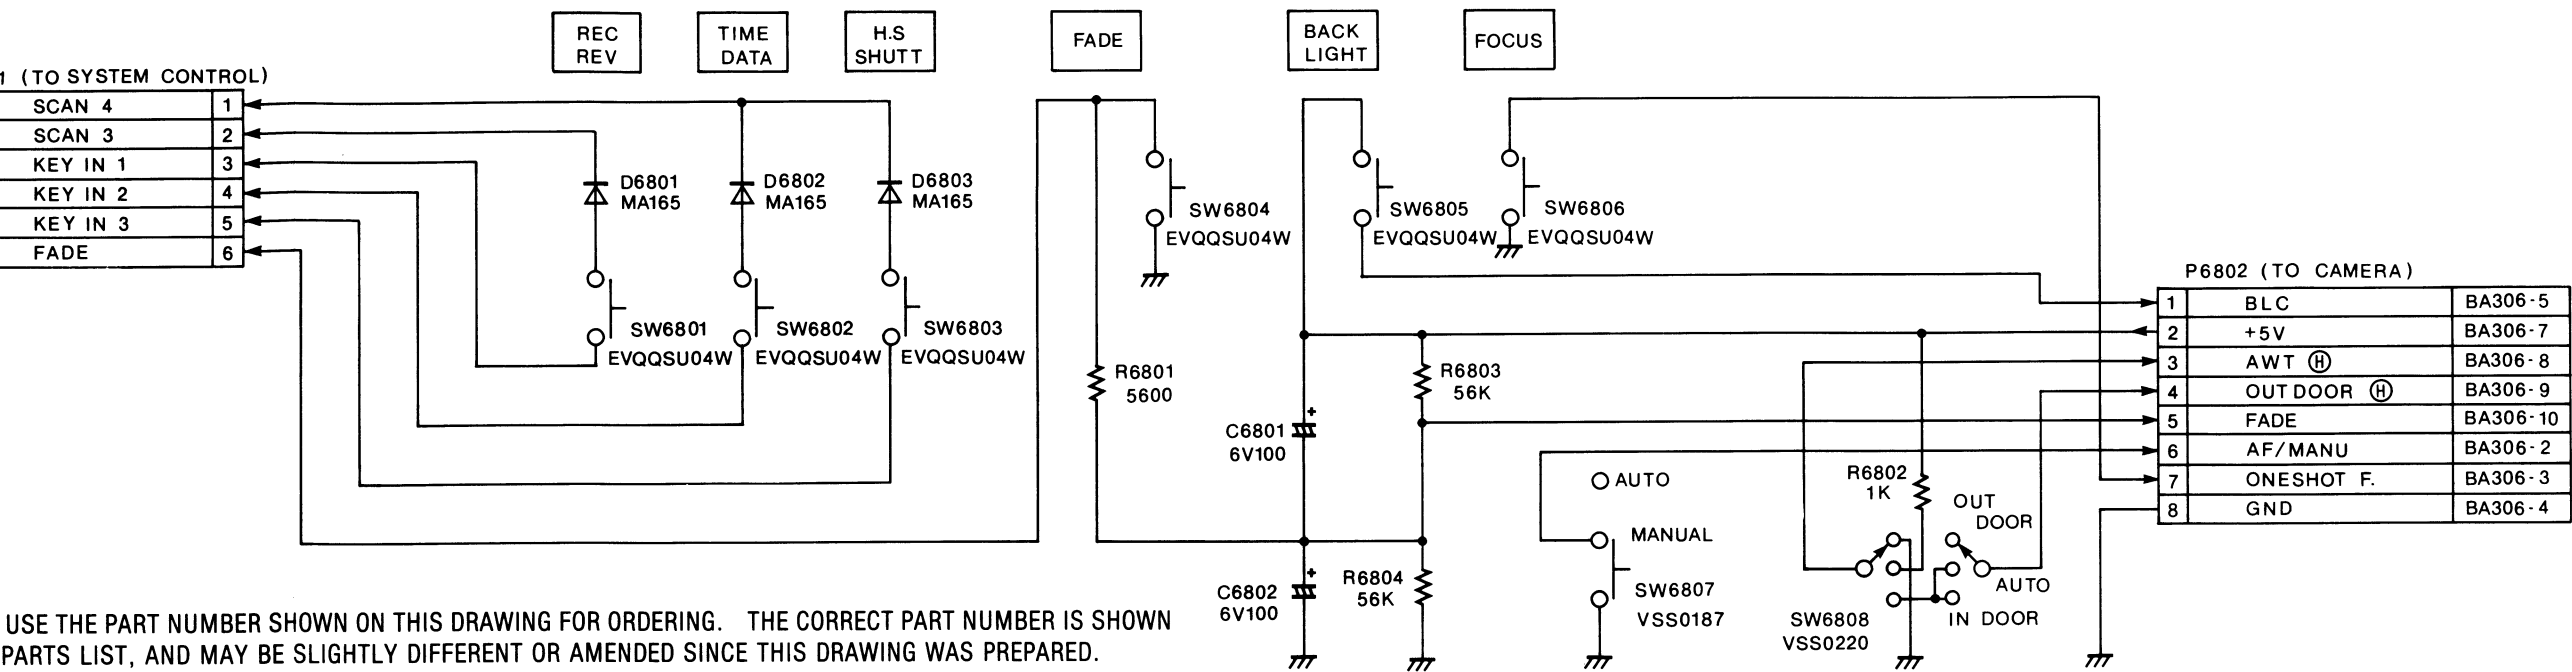 REC
REV
TIME
DATA
H.S
SHUTT
FADE
BACK
LIGHT
FOCUS
1 (TO SYSTEM CONTROL)
SCAN 4 1
SCAN 3 2
KEY IN 1 3
KEY IN 2 4
KEY IN 3 5
FADE 6
D6801
MA165
D6802
MA165
D6803
MA165
SW6804
EVQQSU04W
SW6805
EVQQSU04W
SW6806
EVQQSU04W
SW6801
EVQQSU04W
SW6802
EVQQSU04W
SW6803
EVQQSU04W
R6801
5600
R6803
56K
+
C6801
6V100
+
C6802
6V100
R6804
56K
AUTO
MANUAL
SW6807
VSS0187
R6802
1K
OUT
DOOR
AUTO
IN DOOR
SW6808
VSS0220
P6802 (TO CAMERA)
1 BLC BA306-5
2 +5V BA306-7
3 AWT Ⓗ BA306-8
4 OUTDOOR Ⓗ BA306-9
5 FADE BA306-10
6 AF/MANU BA306-2
7 ONESHOT F. BA306-3
8 GND BA306-4
USE THE PART NUMBER SHOWN ON THIS DRAWING FOR ORDERING. THE CORRECT PART NUMBER IS SHOWN
PARTS LIST, AND MAY BE SLIGHTLY DIFFERENT OR AMENDED SINCE THIS DRAWING WAS PREPARED.